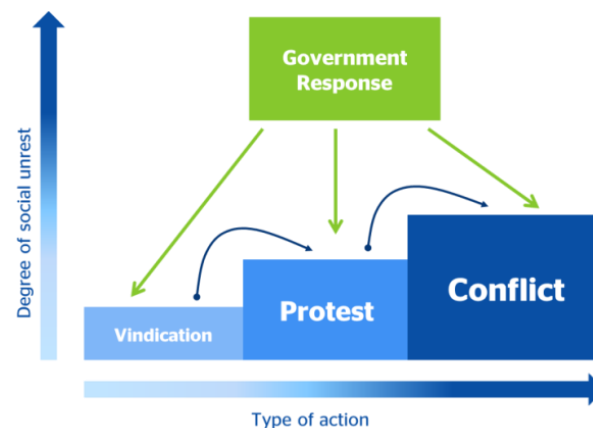 Government
Response
Degree of social unrest
Vindication
Protest
Conflict
Type of action